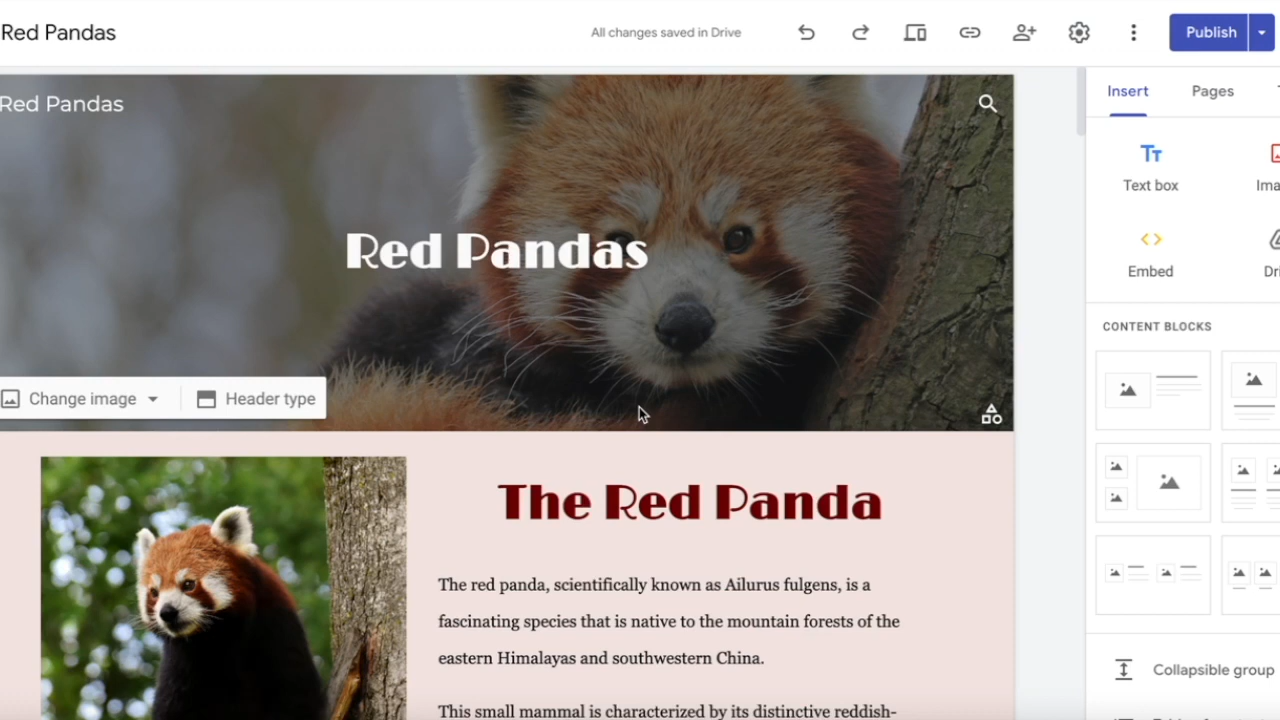 Red Pandas
All changes saved in Drive
Publish
Red Pandas
Insert
Pages
Text box
Embed
CONTENT BLOCKS
Red Pandas
Change image
Header type
The Red Panda
The red panda, scientifically known as Ailurus fulgens, is a
fascinating species that is native to the mountain forests of the
eastern Himalayas and southwestern China.
This small mammal is characterized by its distinctive reddish-
Collapsible group